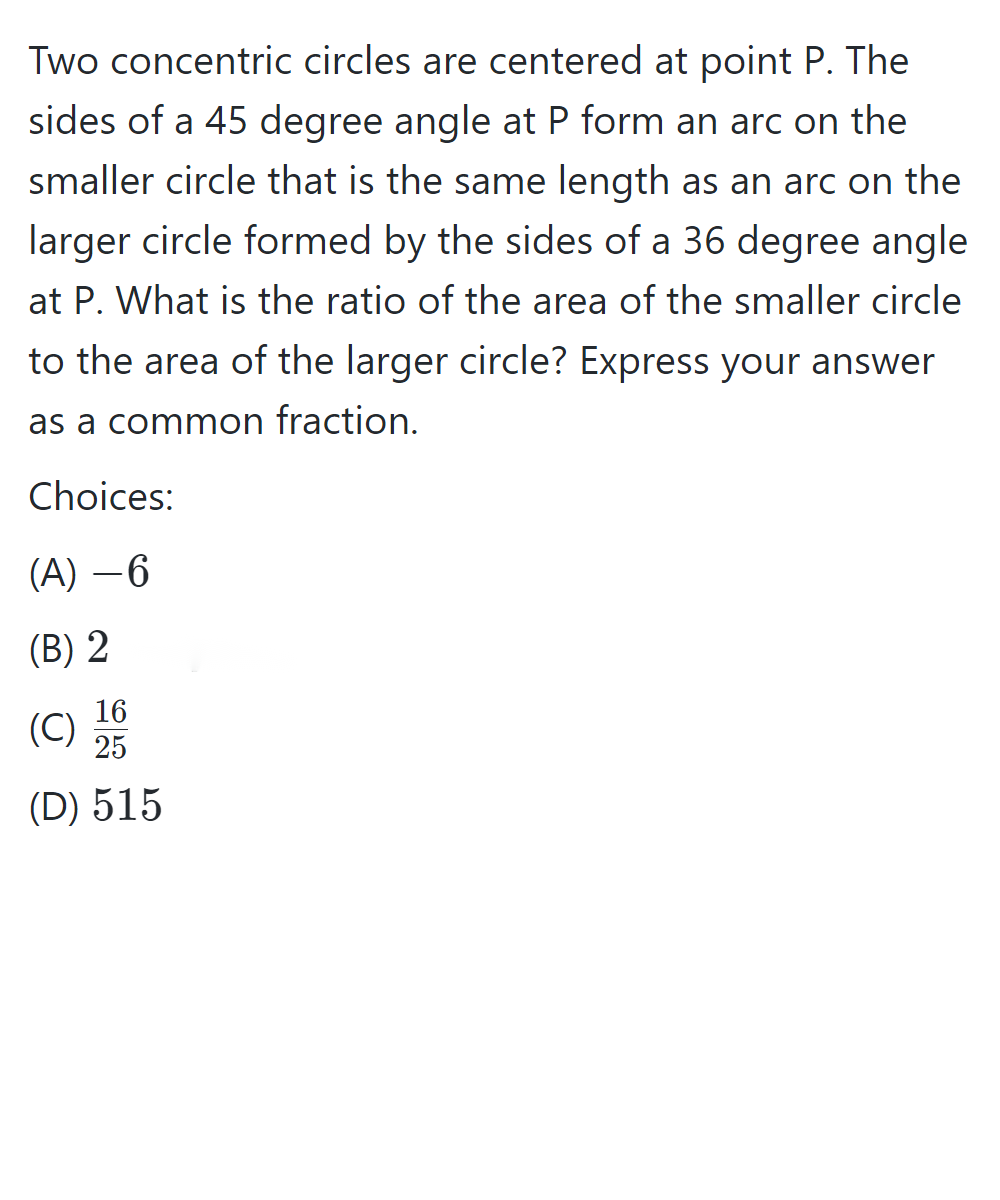 Two concentric circles are centered at point P. The
sides of a 45 degree angle at P form an arc on the
smaller circle that is the same length as an arc on the
larger circle formed by the sides of a 36 degree angle
at P. What is the ratio of the area of the smaller circle
to the area of the larger circle? Express your answer
as a common fraction.
Choices:
(A) −6
(B) 2
(C) 16/25
(D) 515